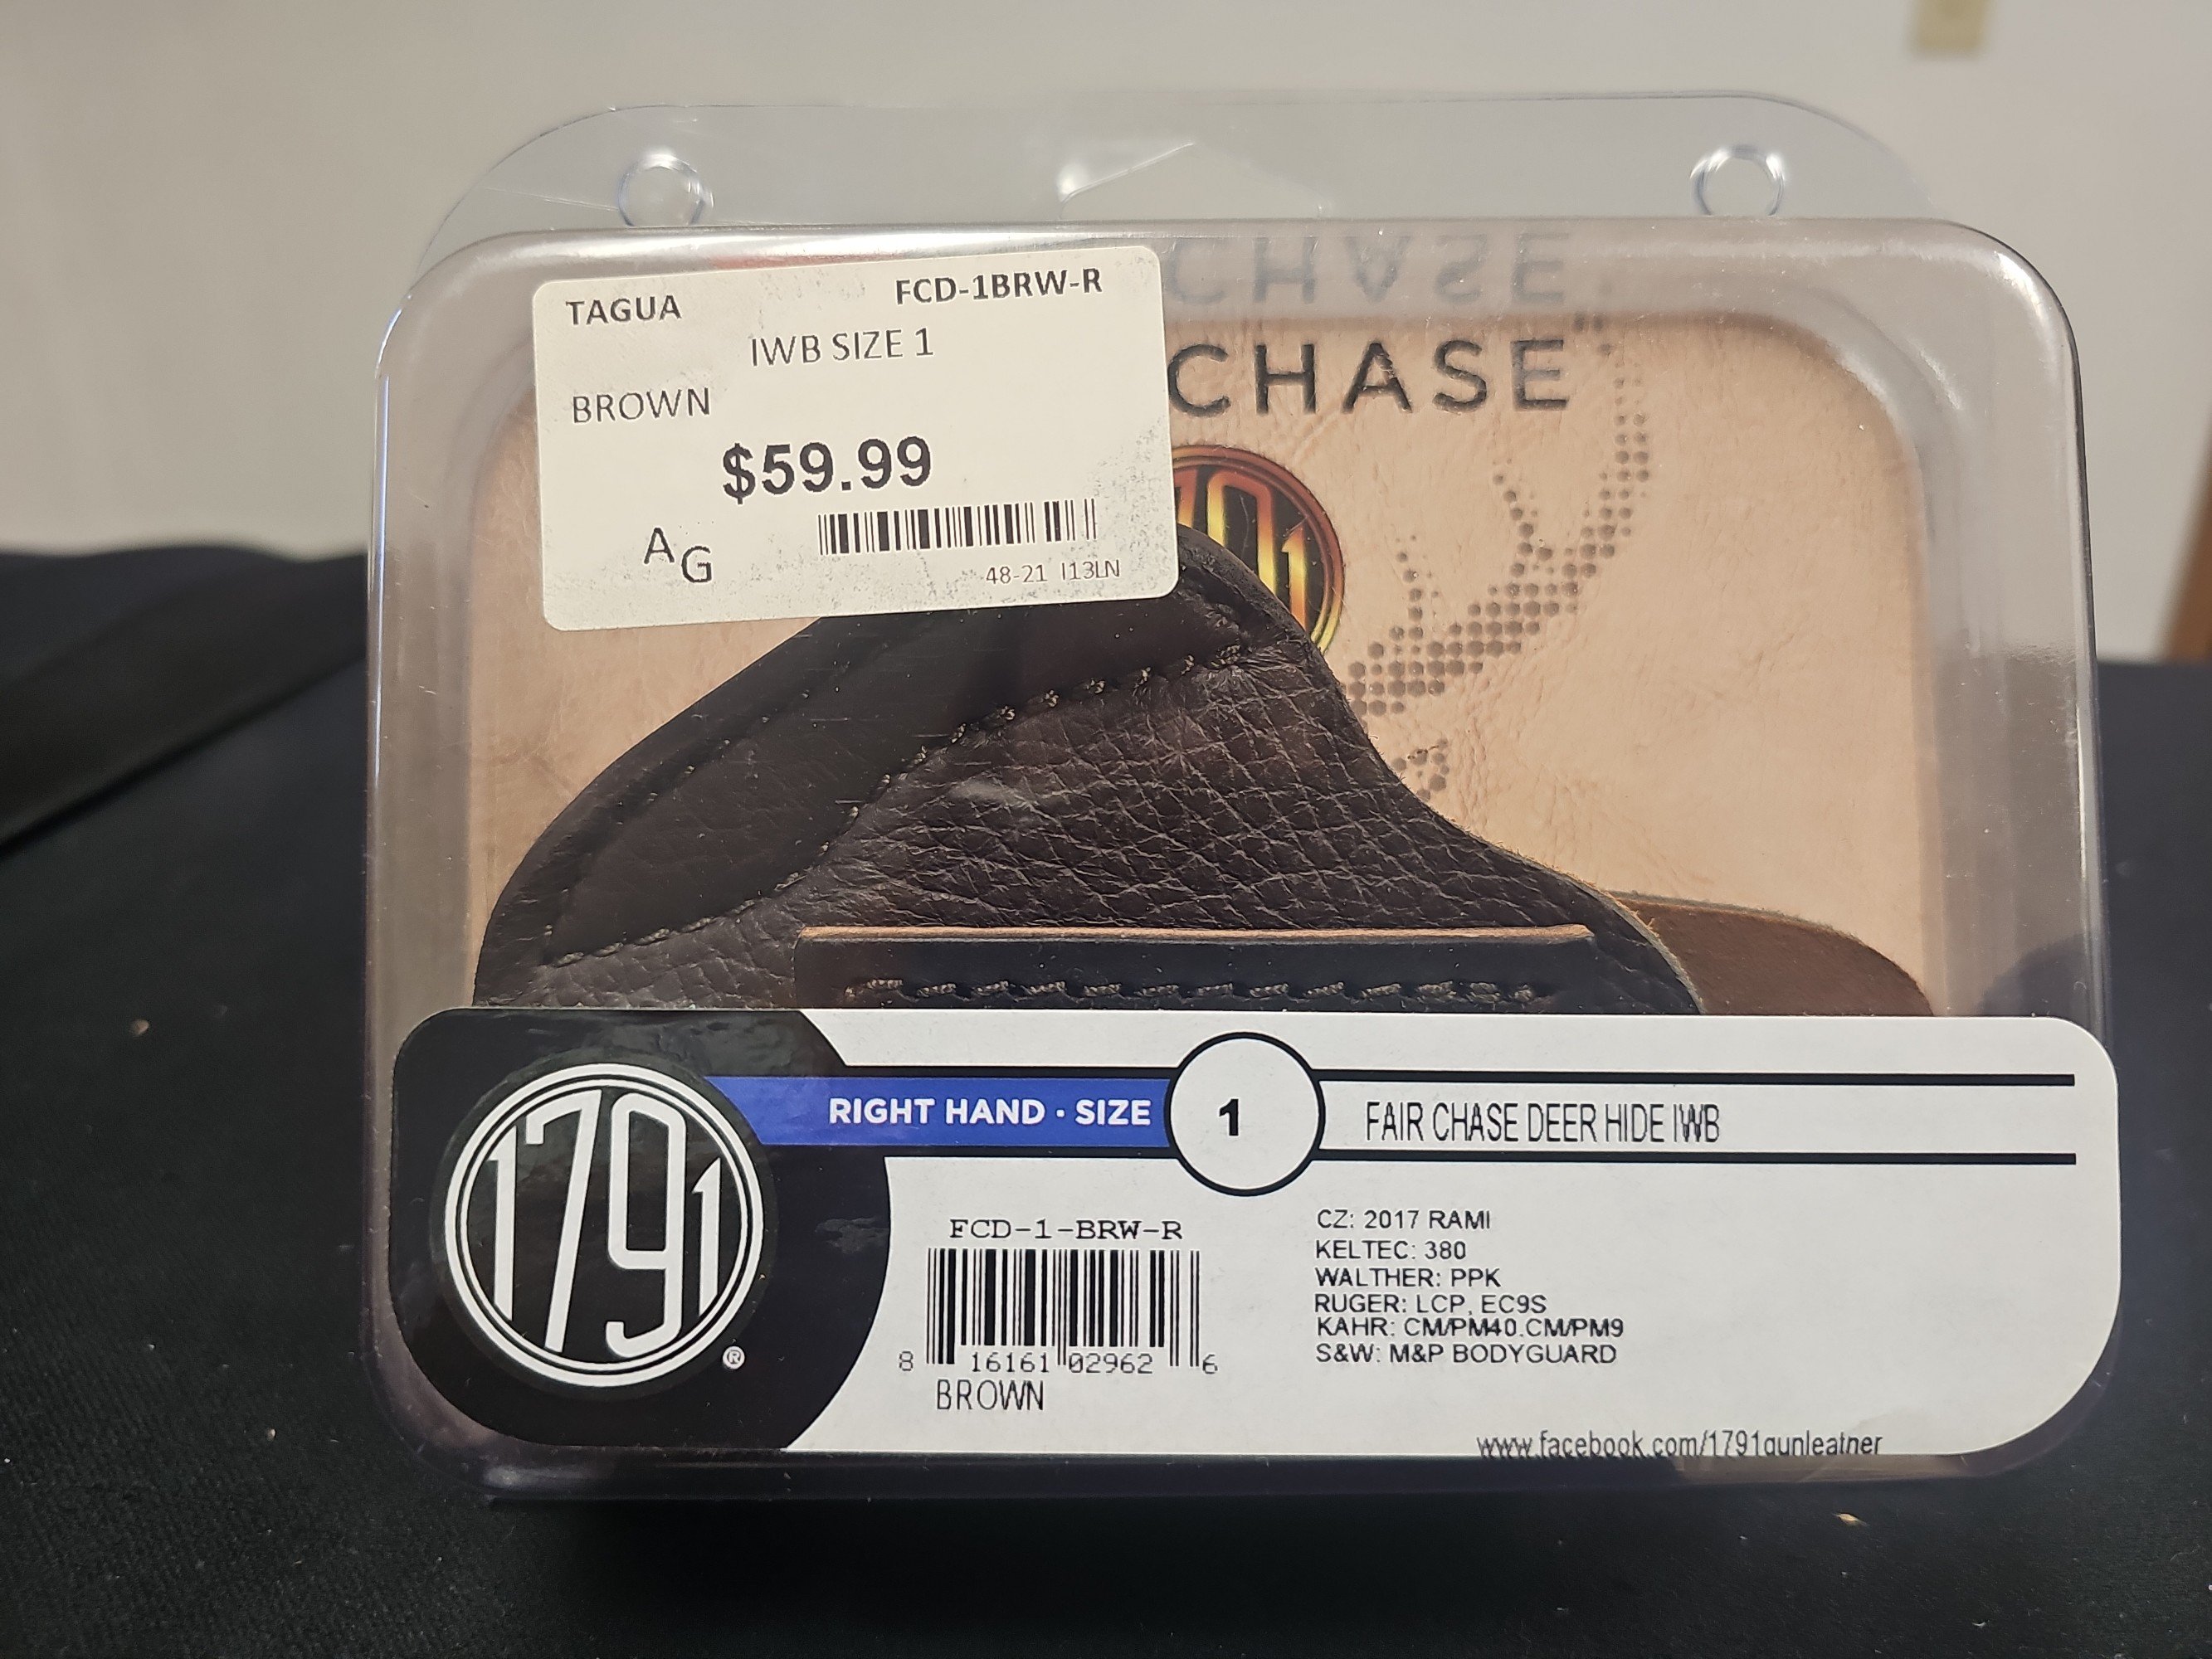 TAGUA FCD-1BRW-R
IWB SIZE 1
BROWN
$59.99
AG
48-21 I13LN
CHASE
1791
RIGHT HAND · SIZE 1 FAIR CHASE DEER HIDE IWB
FCD-1-BRW-R
8 16161 02962 6
BROWN
CZ: 2017 RAMI
KELTEC: 380
WALTHER: PPK
RUGER: LCP, EC9S
KAHR: CM/PM40.CM/PM9
S&W: M&P BODYGUARD
www.facebook.com/1791gunleather
1791
®